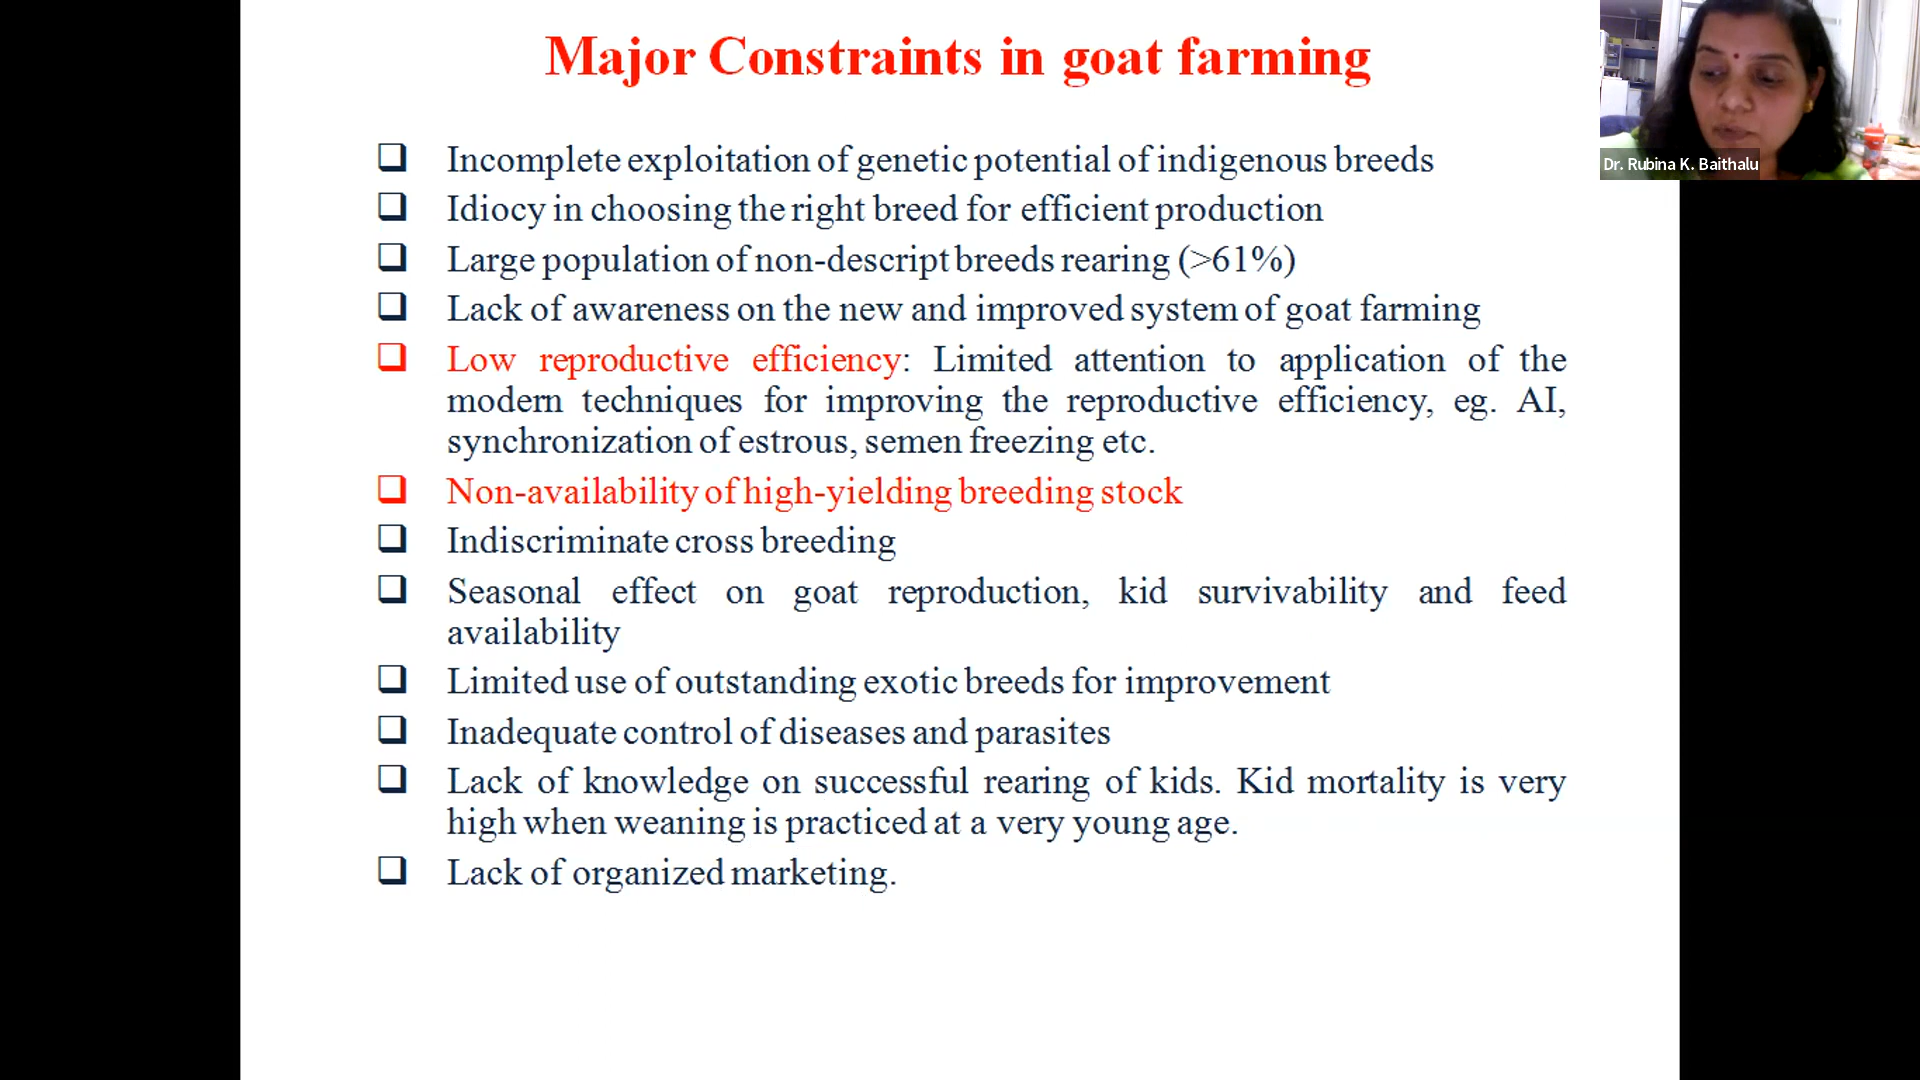 Major Constraints in goat farming
Dr. Rubina K. Baithalu
Incomplete exploitation of genetic potential of indigenous breeds
Idiocy in choosing the right breed for efficient production
Large population of non-descript breeds rearing (>61%)
Lack of awareness on the new and improved system of goat farming
Low reproductive efficiency: Limited attention to application of the
modern techniques for improving the reproductive efficiency, eg. AI,
synchronization of estrous, semen freezing etc.
Non-availability of high-yielding breeding stock
Indiscriminate cross breeding
Seasonal effect on goat reproduction, kid survivability and feed
availability
Limited use of outstanding exotic breeds for improvement
Inadequate control of diseases and parasites
Lack of knowledge on successful rearing of kids. Kid mortality is very
high when weaning is practiced at a very young age.
Lack of organized marketing.